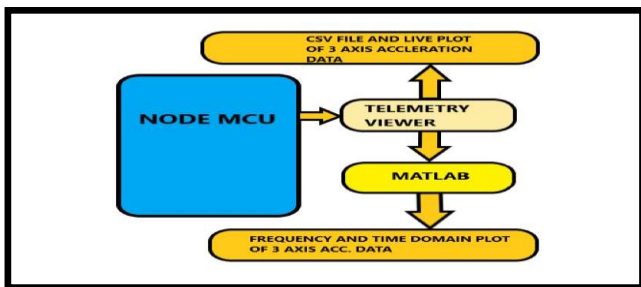 CSV FILE AND LIVE PLOT
OF 3 AXIS ACCLERATION
DATA
NODE MCU
TELEMETRY
VIEWER
MATLAB
FREQUENCY AND TIME DOMAIN PLOT
OF 3 AXIS ACC. DATA